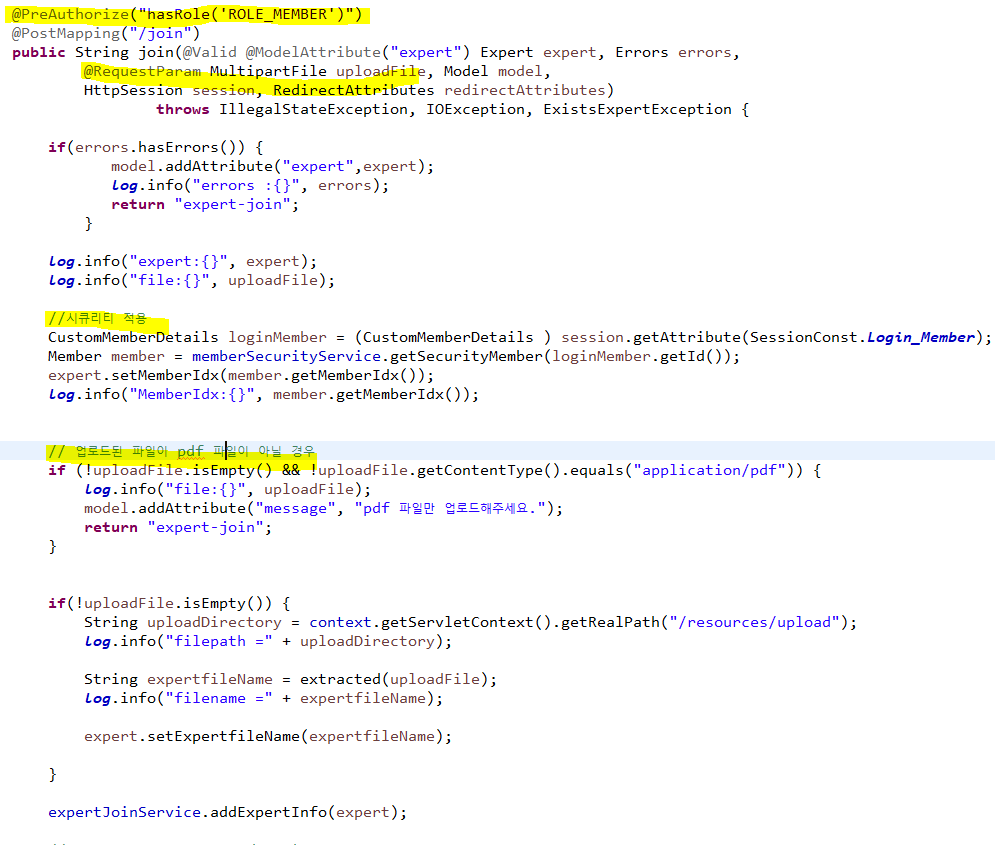 @PreAuthorize("hasRole('ROLE_MEMBER')")
@PostMapping("/join")
public String join(@Valid @ModelAttribute("expert") Expert expert, Errors errors,
@RequestParam MultipartFile uploadFile, Model model,
HttpSession session, RedirectAttributes redirectAttributes)
throws IllegalStateException, IOException, ExistsExpertException {
if(errors.hasErrors()) {
model.addAttribute("expert",expert);
log.info("errors :{}", errors);
return "expert-join";
}
log.info("expert:{}", expert);
log.info("file:{}", uploadFile);
//시큐리티 적용
CustomMemberDetails loginMember = (CustomMemberDetails ) session.getAttribute(SessionConst.Login_Member);
Member member = memberSecurityService.getSecurityMember(loginMember.getId());
expert.setMemberIdx(member.getMemberIdx());
log.info("MemberIdx:{}", member.getMemberIdx());
// 업로드된 파일이 pdf 파일이 아닐 경우
if (!uploadFile.isEmpty() && !uploadFile.getContentType().equals("application/pdf")) {
log.info("file:{}", uploadFile);
model.addAttribute("message", "pdf 파일만 업로드해주세요.");
return "expert-join";
}
if(!uploadFile.isEmpty()) {
String uploadDirectory = context.getServletContext().getRealPath("/resources/upload");
log.info("filepath =" + uploadDirectory);
String expertfileName = extracted(uploadFile);
log.info("filename =" + expertfileName);
expert.setExpertfileName(expertfileName);
}
expertJoinService.addExpertInfo(expert);